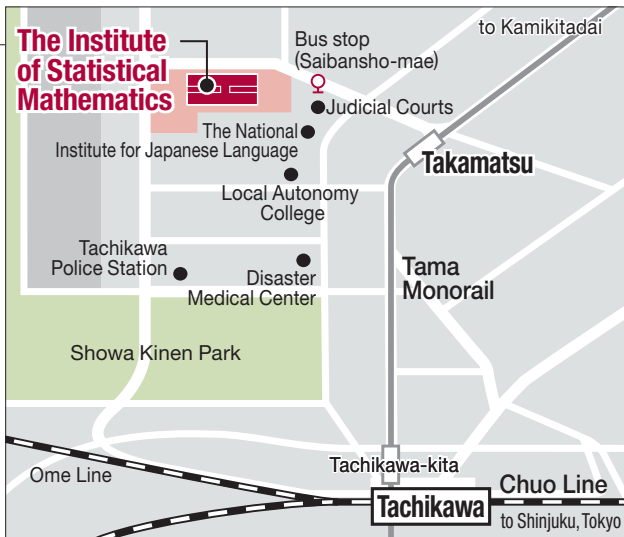 The Institute
of Statistical
Mathematics
Bus stop
(Saibansho-mae)
to Kamikitadai
Judicial Courts
The National
Institute for Japanese Language
Takamatsu
Local Autonomy
College
Tachikawa
Police Station
Disaster
Medical Center
Tama
Monorail
Showa Kinen Park
Tachikawa-kita
Ome Line
Tachikawa
Chuo Line
to Shinjuku, Tokyo